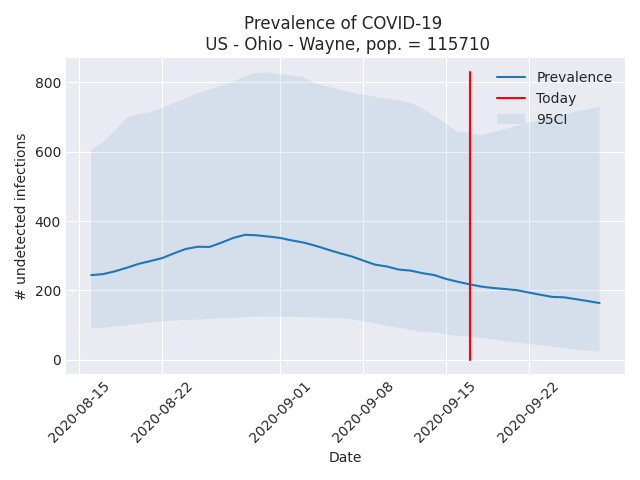 Prevalence of COVID-19
US - Ohio - Wayne, pop. = 115710
# undetected infections
800
600
400
200
0
Prevalence
Today
95CI
2020-08-15
2020-08-22
2020-09-01
2020-09-08
2020-09-15
2020-09-22
Date